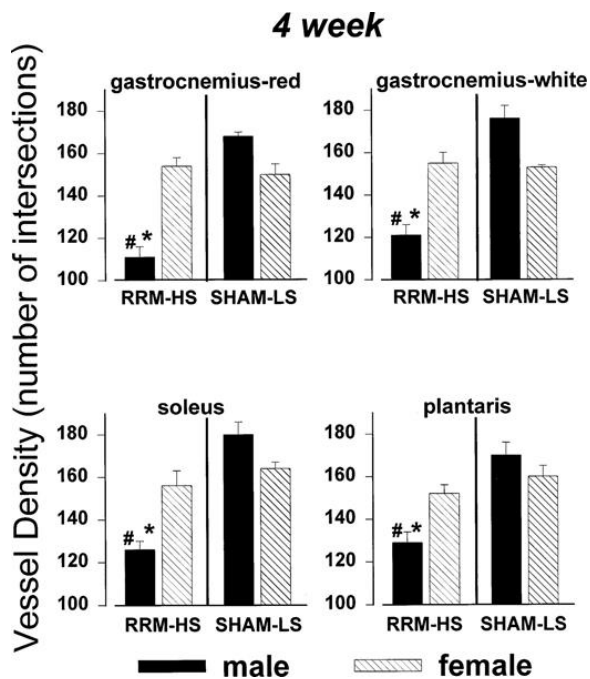 4 week
Vessel Density (number of intersections)
gastrocnemius-red
180
160
140
120
100
# *
RRM-HS SHAM-LS
gastrocnemius-white
180
160
140
120
100
# *
RRM-HS SHAM-LS
soleus
180
160
140
120
100
# *
RRM-HS SHAM-LS
plantaris
180
160
140
120
100
# *
RRM-HS SHAM-LS
male female